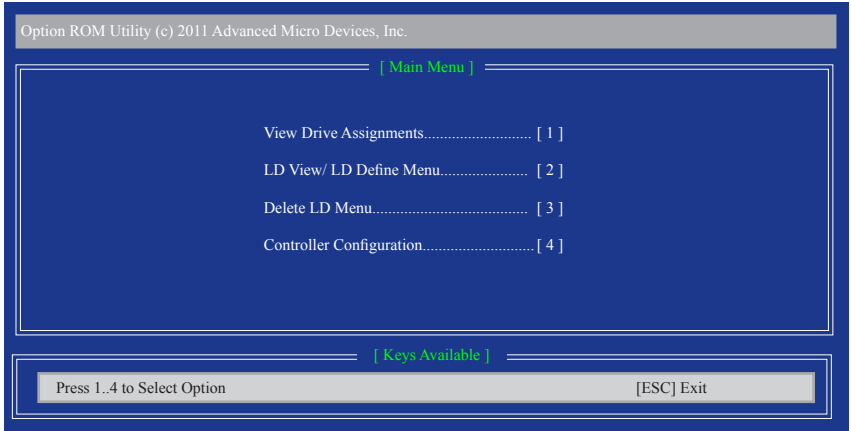 Option ROM Utility (c) 2011 Advanced Micro Devices, Inc.
[ Main Menu ]
View Drive Assignments........................... [ 1 ]
LD View/ LD Define Menu...................... [ 2 ]
Delete LD Menu....................................... [ 3 ]
Controller Configuration............................ [ 4 ]
[ Keys Available ]
Press 1..4 to Select Option [ESC] Exit